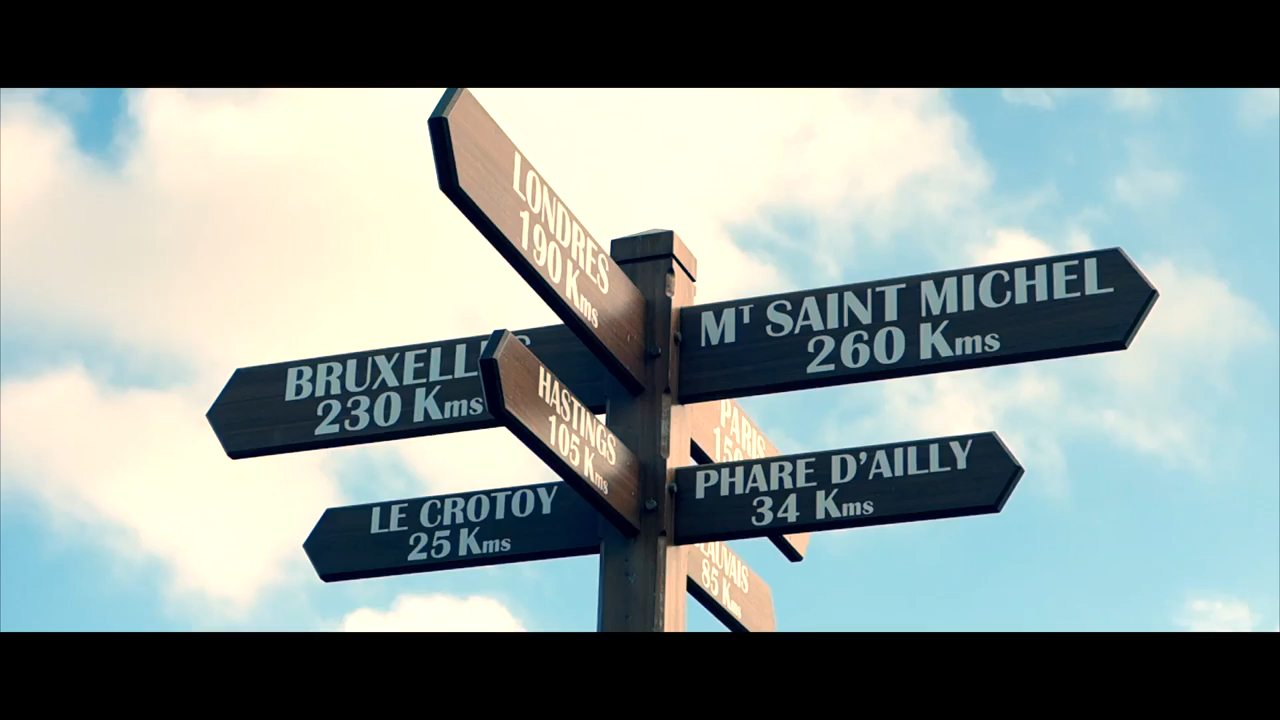 LONDRES
190 Kms
Mᵀ SAINT MICHEL
260 Kms
BRUXELLES
230 Kms
HASTINGS
105 Kms
PARIS
PHARE D'AILLY
34 Kms
LE CROTOY
25 Kms
BEAUVAIS
85 Kms